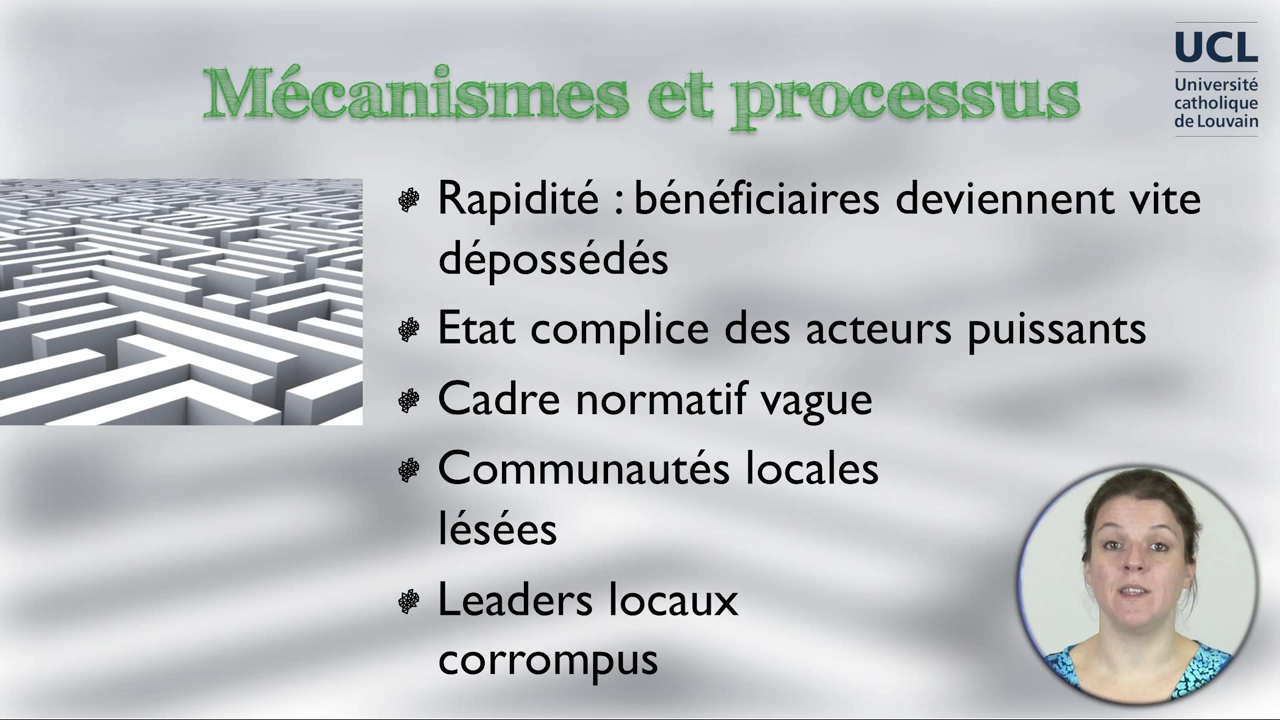 Mécanismes et processus
UCL
Université
catholique
de Louvain
Rapidité : bénéficiaires deviennent vite
dépossédés
Etat complice des acteurs puissants
Cadre normatif vague
Communautés locales
lésées
Leaders locaux
corrompus